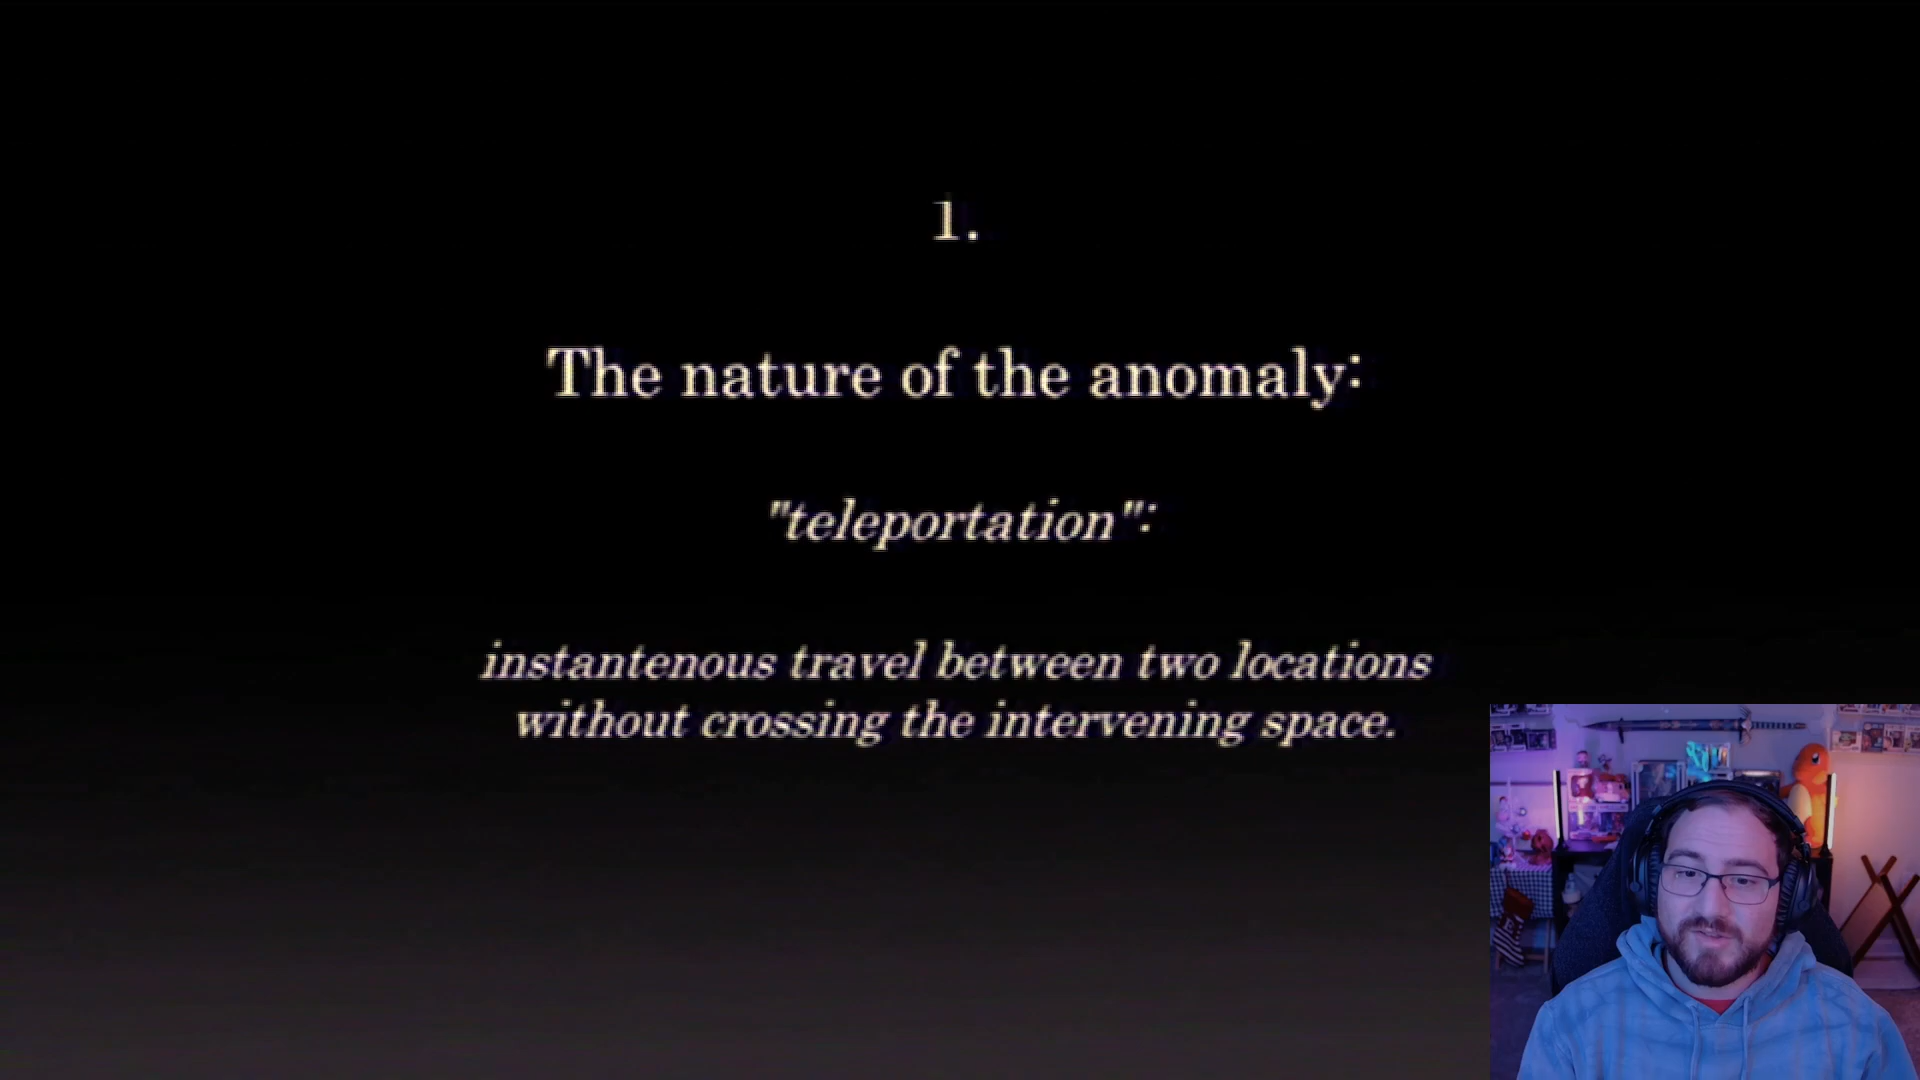 1.
The nature of the anomaly:
"teleportation":
instantenous travel between two locations
without crossing the intervening space.